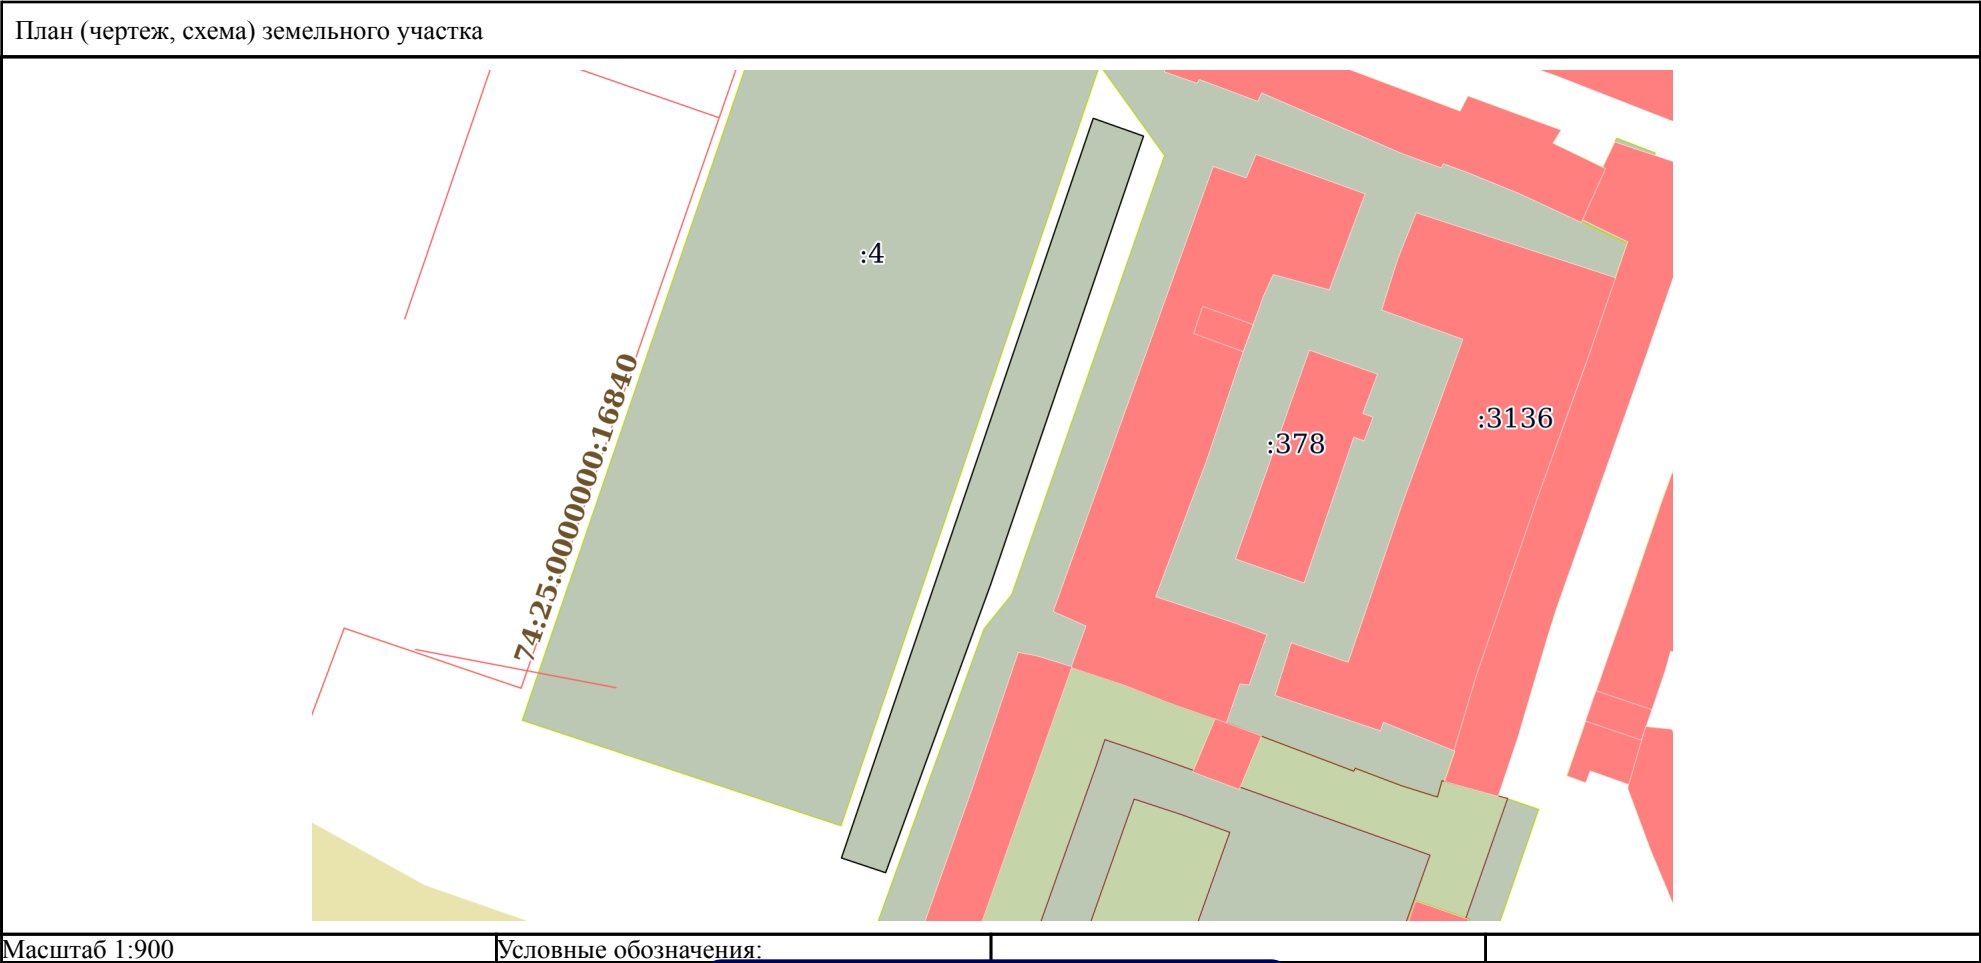 План (чертеж, схема) земельного участка
:4
74:25:0000000:16840
:3136
:378
Масштаб 1:900
Условные обозначения: